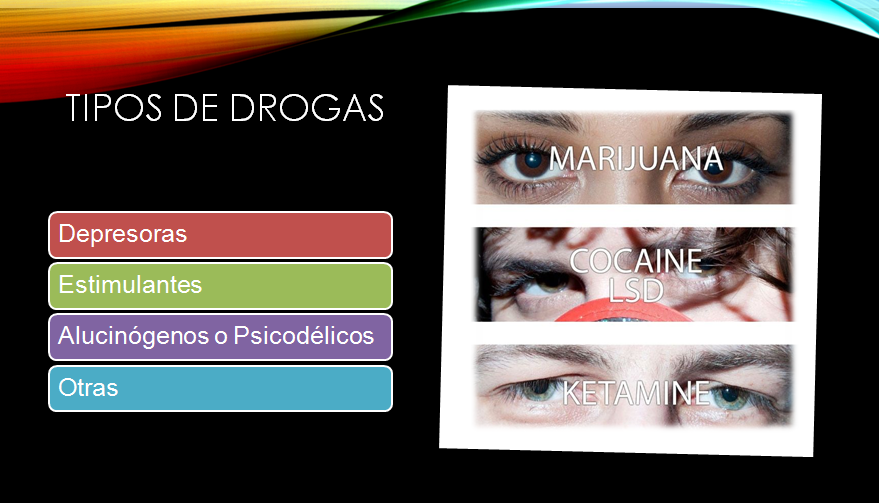 TIPOS DE DROGAS
Depresoras
Estimulantes
Alucinógenos o Psicodélicos
Otras
MARIJUANA
COCAINE
LSD
KETAMINE